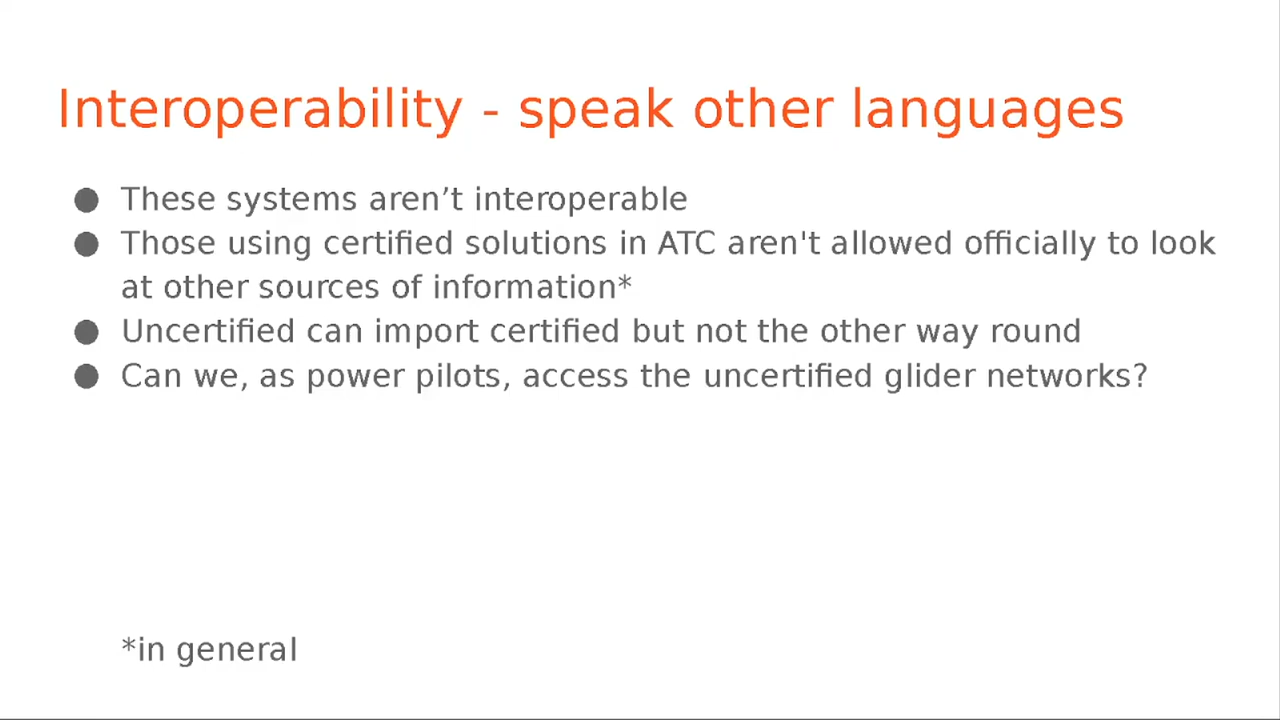 Interoperability - speak other languages
● These systems aren’t interoperable
● Those using certified solutions in ATC aren't allowed officially to look
at other sources of information*
● Uncertified can import certified but not the other way round
● Can we, as power pilots, access the uncertified glider networks?
*in general